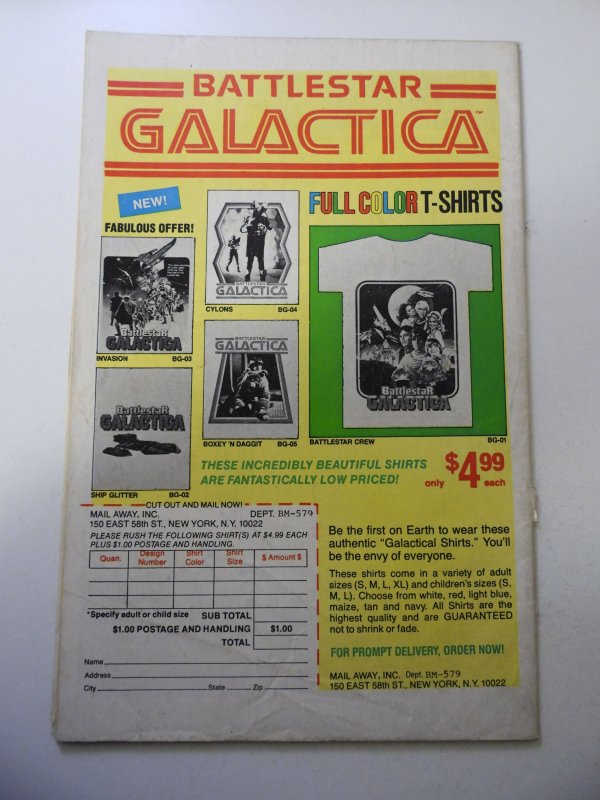 BATTLESTAR
GALACTICA™
NEW!
FABULOUS OFFER!
FULL COLOR T-SHIRTS
BATTLESTAR
GALACTICA
CYLONS BG-04
Battlestar
GALACTICA
INVASION BG-03
BATTLESTAR
GALACTICA
BOXEY 'N DAGGIT BG-05
Battlestar
GALACTICA
BATTLESTAR CREW BG-01
Battlestar
GALACTICA
SHIP GLITTER BG-02
THESE INCREDIBLY BEAUTIFUL SHIRTS
ARE FANTASTICALLY LOW PRICED!
only $4.99 each
CUT OUT AND MAIL NOW!
MAIL AWAY, INC. DEPT. BM-579
150 EAST 58th ST., NEW YORK, N.Y. 10022
PLEASE RUSH THE FOLLOWING SHIRT(S) AT $4.99 EACH
PLUS $1.00 POSTAGE AND HANDLING.
Quan. Design Number Shirt Color Shirt Size $ Amount $
*Specify adult or child size SUB TOTAL
$1.00 POSTAGE AND HANDLING $1.00
TOTAL
Name
Address
City State Zip
Be the first on Earth to wear these
authentic "Galactical Shirts." You'll
be the envy of everyone.
These shirts come in a variety of adult
sizes (S, M, L, XL) and children's sizes (S,
M, L). Choose from white, red, light blue,
maize, tan and navy. All Shirts are the
highest quality and are GUARANTEED
not to shrink or fade.
FOR PROMPT DELIVERY, ORDER NOW!
MAIL AWAY, INC. Dept. BM-579
150 EAST 58th ST., NEW YORK, N.Y. 10022